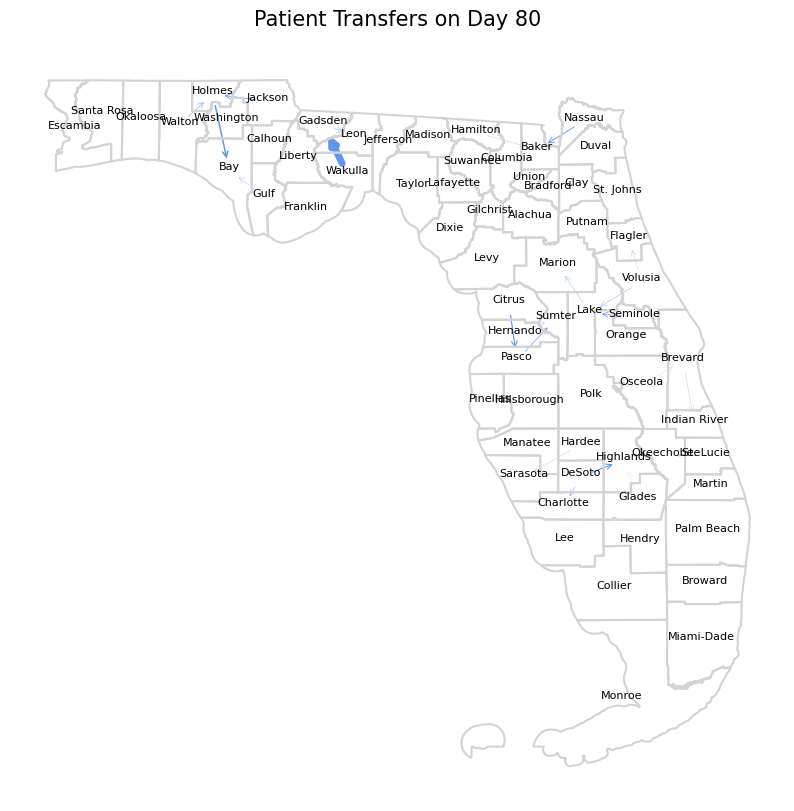 Patient Transfers on Day 80
Holmes
Jackson
Santa Rosa
Okaloosa
Walton
Washington
Escambia
Gadsden
Leon
Calhoun
Jefferson
Madison
Hamilton
Nassau
Baker
Duval
Liberty
Bay
Wakulla
Suwannee
Columbia
Gulf
Franklin
Taylor
Lafayette
Union
Bradford
Clay
St. Johns
Gilchrist
Alachua
Putnam
Dixie
Flagler
Levy
Marion
Volusia
Citrus
Sumter
Lake
Seminole
Hernando
Orange
Pasco
Brevard
Osceola
Pinellas
Hillsborough
Polk
Indian River
Manatee
Hardee
Highlands
Okeechobee
St. Lucie
Sarasota
DeSoto
Martin
Charlotte
Glades
Lee
Hendry
Palm Beach
Collier
Broward
Miami-Dade
Monroe